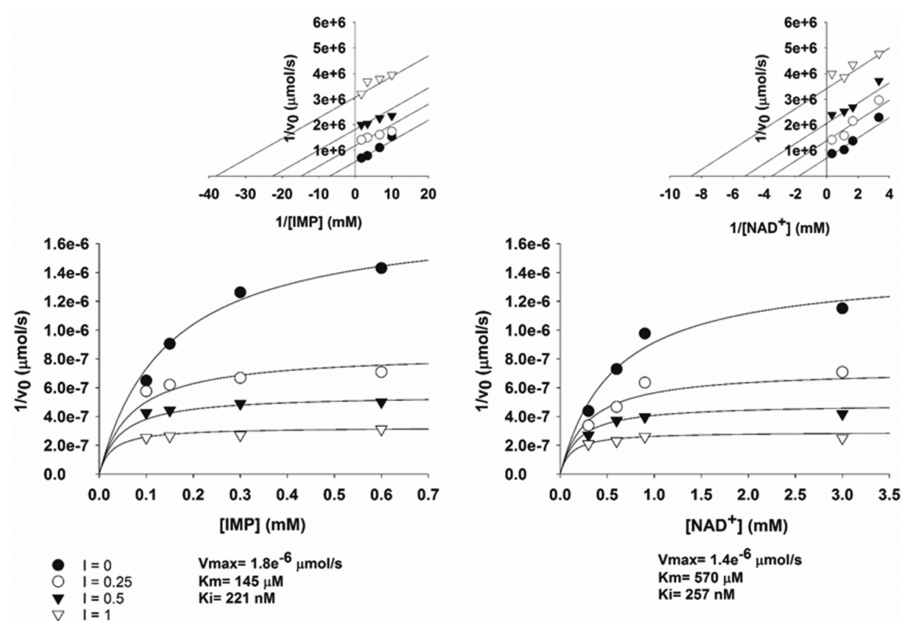 6e+6
5e+6
4e+6
3e+6
2e+6
1e+6
1/v0 (μmol/s)
-40 -30 -20 -10 0 10 20
1/[IMP] (mM)
6e+6
5e+6
4e+6
3e+6
2e+6
1e+6
1/v0 (μmol/s)
-10 -8 -6 -4 -2 0 2 4
1/[NAD+] (mM)
1.6e-6
1.4e-6
1.2e-6
1.0e-6
8.0e-7
6.0e-7
4.0e-7
2.0e-7
0.0
1/v0 (μmol/s)
0.0 0.1 0.2 0.3 0.4 0.5 0.6 0.7
[IMP] (mM)
1.6e-6
1.4e-6
1.2e-6
1.0e-6
8.0e-7
6.0e-7
4.0e-7
2.0e-7
0.0
1/v0 (μmol/s)
0.0 0.5 1.0 1.5 2.0 2.5 3.0 3.5
[NAD+] (mM)
I = 0
I = 0.25
I = 0.5
I = 1
Vmax= 1.8e-6 μmol/s
Km= 145 μM
Ki= 221 nM
Vmax= 1.4e-6 μmol/s
Km= 570 μM
Ki= 257 nM